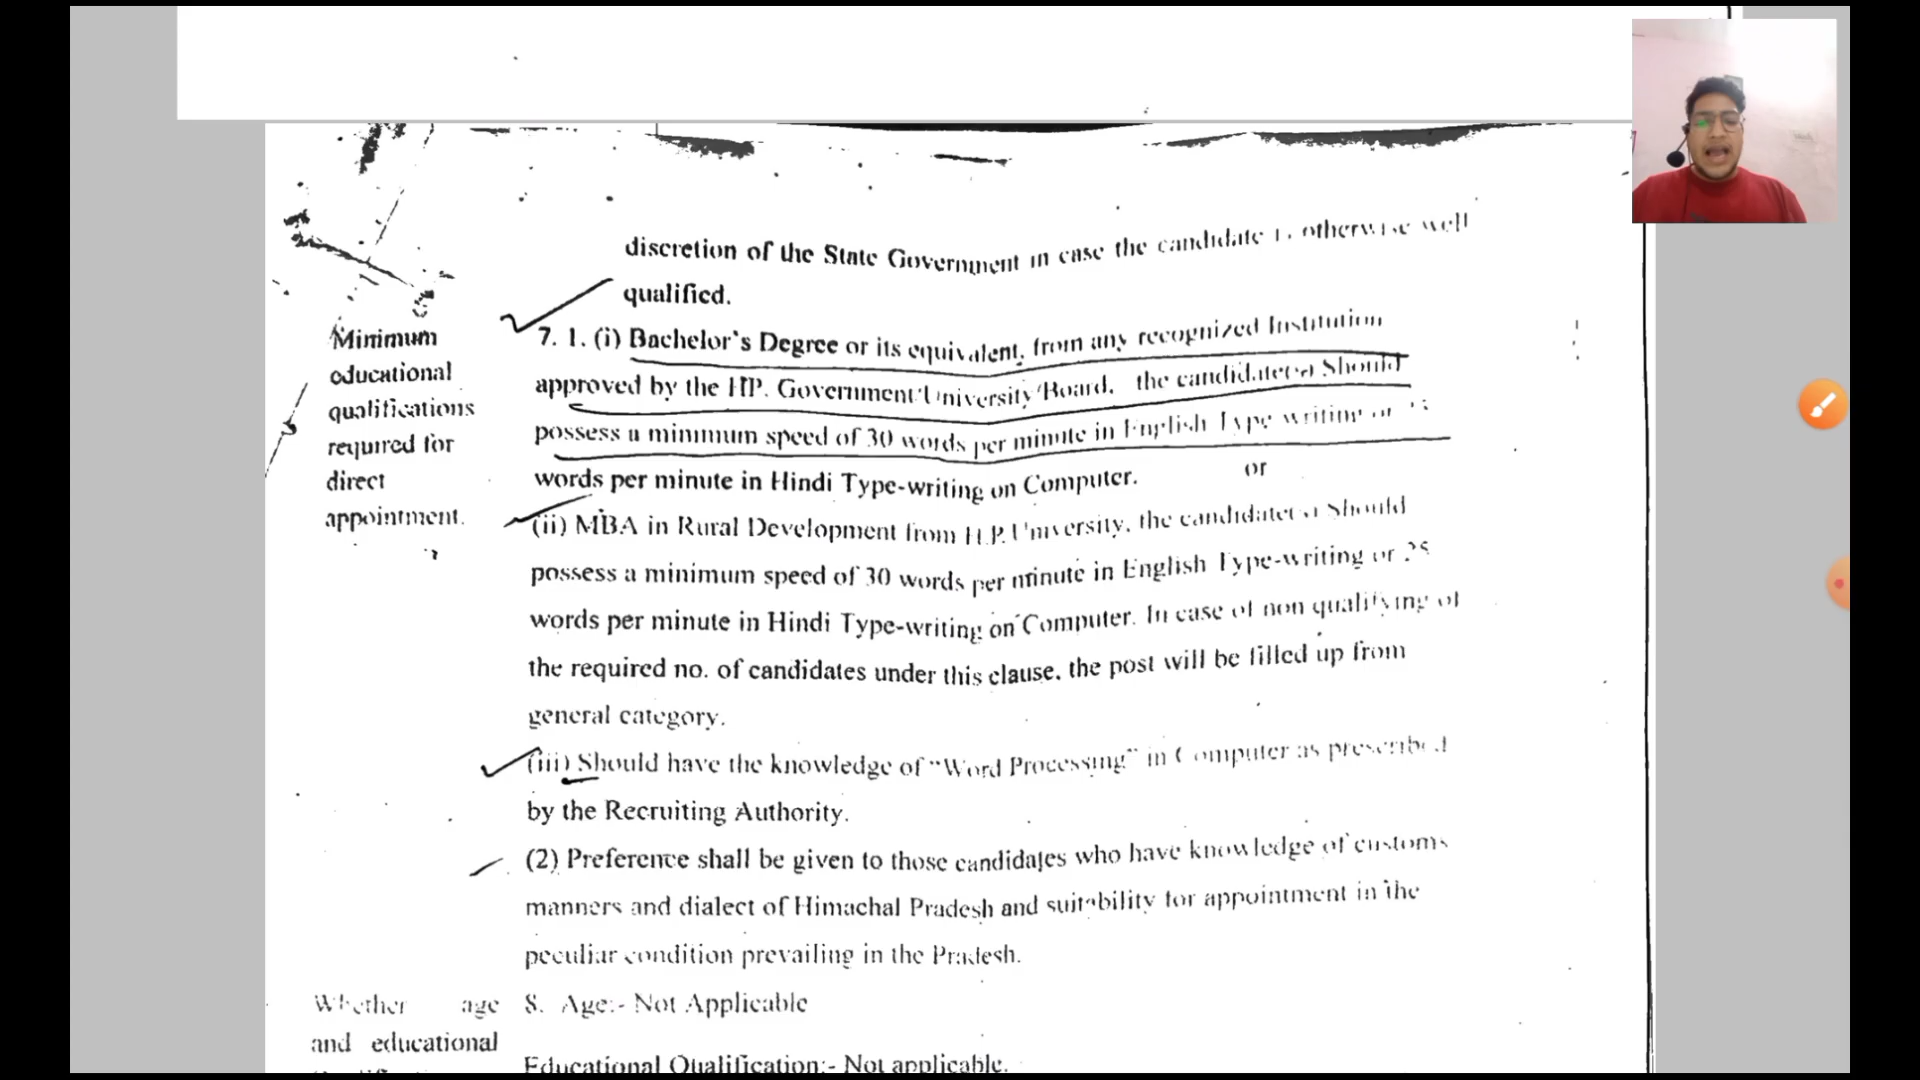 discretion of the State Government in case the candidate is otherwise well
qualified.
Minimum
educational
qualifications
required for
direct
appointment.
7. 1. (i) Bachelor's Degree or its equivalent, from any recognized Institution
approved by the HP. Government/University/Board, the candidate(s) Should
possess a minimum speed of 30 words per minute in English Type writing or
words per minute in Hindi Type-writing on Computer. or
(ii) MBA in Rural Development from H.P. University, the candidate(s) Should
possess a minimum speed of 30 words per minute in English Type-writing or 25
words per minute in Hindi Type-writing on Computer. In case of non qualifying of
the required no. of candidates under this clause, the post will be filled up from
general category.
(iii) Should have the knowledge of "Word Processing" in Computer as prescribed
by the Recruiting Authority.
(2) Preference shall be given to those candidates who have knowledge of customs
manners and dialect of Himachal Pradesh and suitability for appointment in the
peculiar condition prevailing in the Pradesh.
Whether age
and educational
8. Age:- Not Applicable
Educational Qualification:- Not applicable.